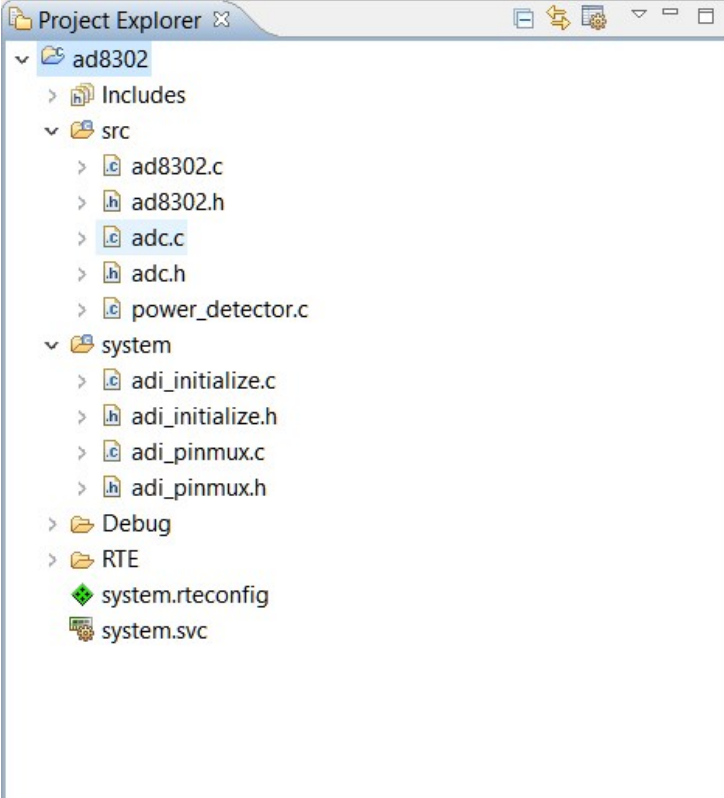 Project Explorer
ad8302
Includes
src
ad8302.c
ad8302.h
adc.c
adc.h
power_detector.c
system
adi_initialize.c
adi_initialize.h
adi_pinmux.c
adi_pinmux.h
Debug
RTE
system.rteconfig
system.svc